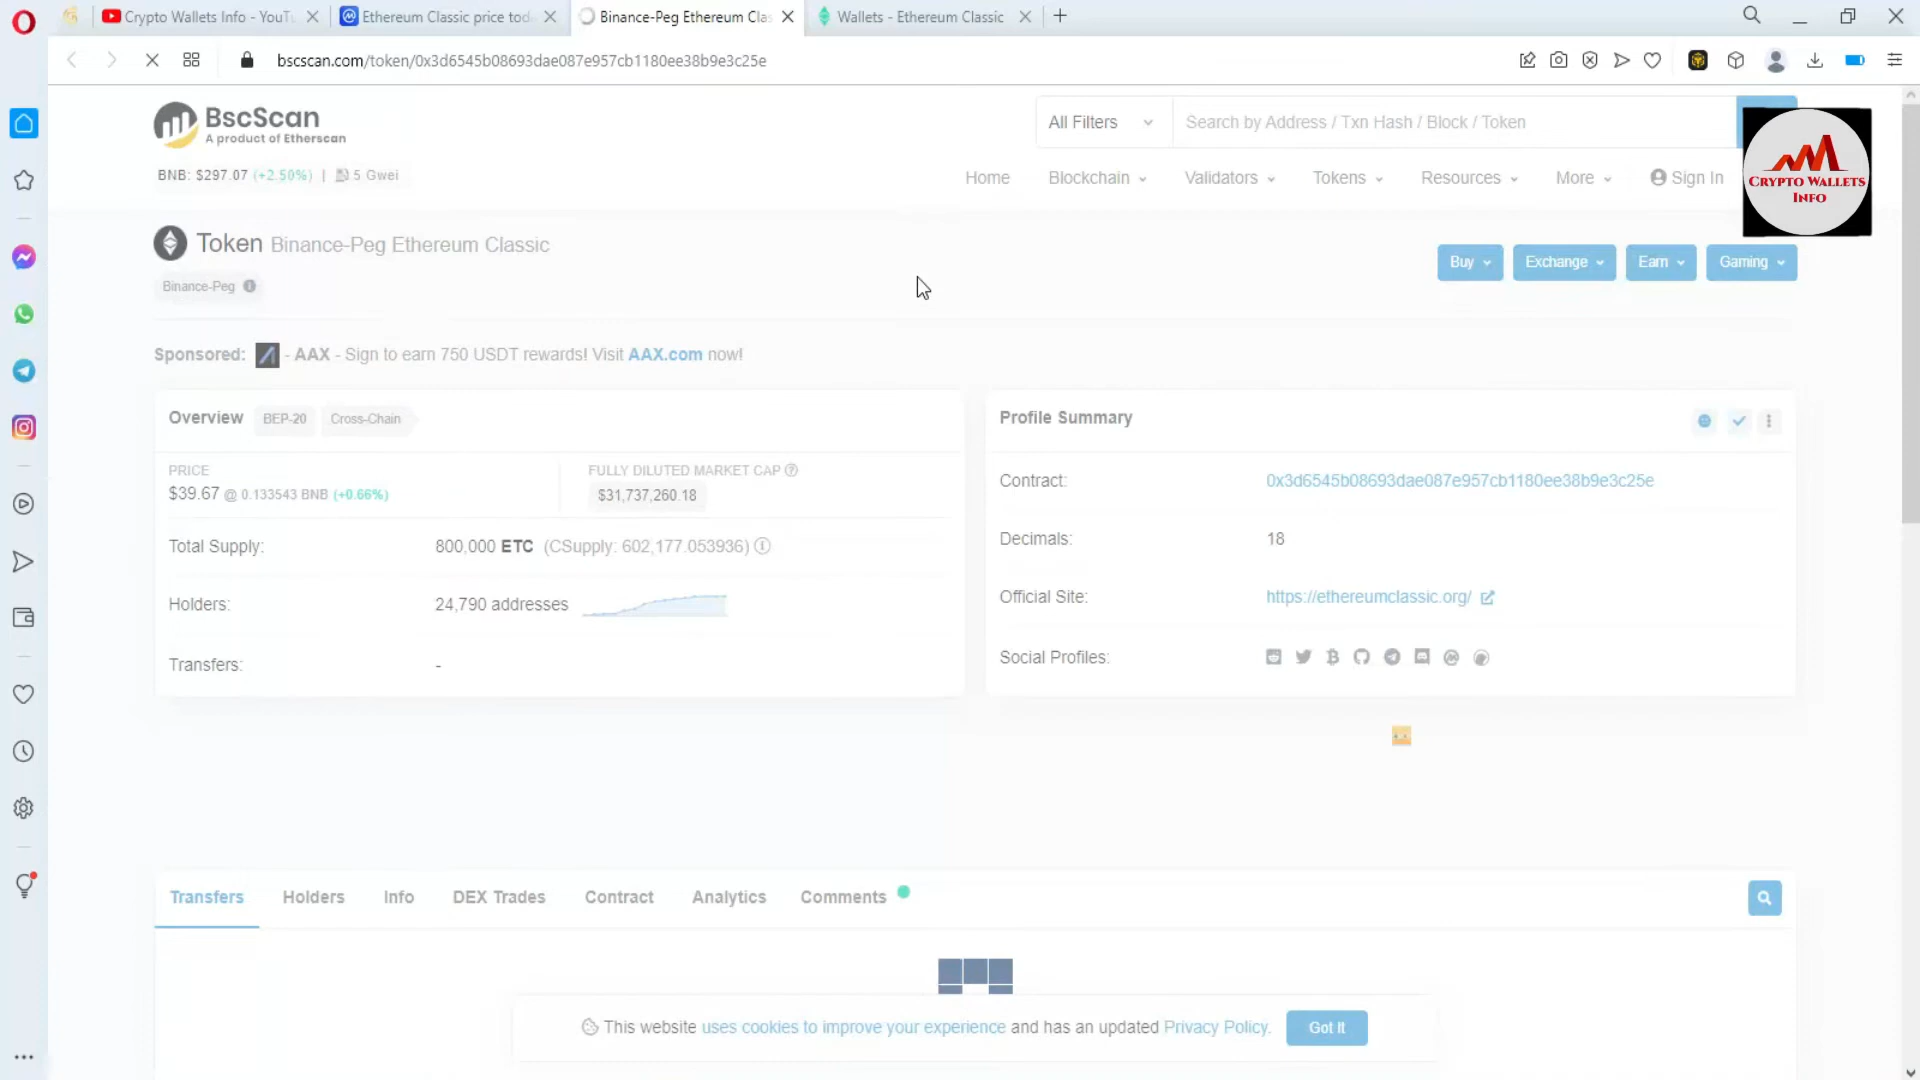 Crypto Wallets Info - YouTu
Ethereum Classic price tod
Binance-Peg Ethereum Clas
Wallets - Ethereum Classic
bscscan.com/token/0x3d6545b08693dae087e957cb1180ee38b9e3c25e
BscScan
A product of Etherscan
All Filters
Search by Address / Txn Hash / Block / Token
BNB: $297.07 (+2.50%) | 5 Gwei
Home
Blockchain
Validators
Tokens
Resources
More
Sign In
Crypto Wallets
Info
Token Binance-Peg Ethereum Classic
Binance-Peg
Buy
Exchange
Earn
Gaming
Sponsored: - AAX - Sign to earn 750 USDT rewards! Visit AAX.com now!
Overview BEP-20 Cross-Chain
PRICE
$39.67 @ 0.133543 BNB (+0.66%)
FULLY DILUTED MARKET CAP
$31,737,260.18
Total Supply: 800,000 ETC (CSupply: 602,177.053936)
Holders: 24,790 addresses
Transfers: -
Profile Summary
Contract: 0x3d6545b08693dae087e957cb1180ee38b9e3c25e
Decimals: 18
Official Site: https://ethereumclassic.org/
Social Profiles:
Transfers
Holders
Info
DEX Trades
Contract
Analytics
Comments
This website uses cookies to improve your experience and has an updated Privacy Policy.
Got It